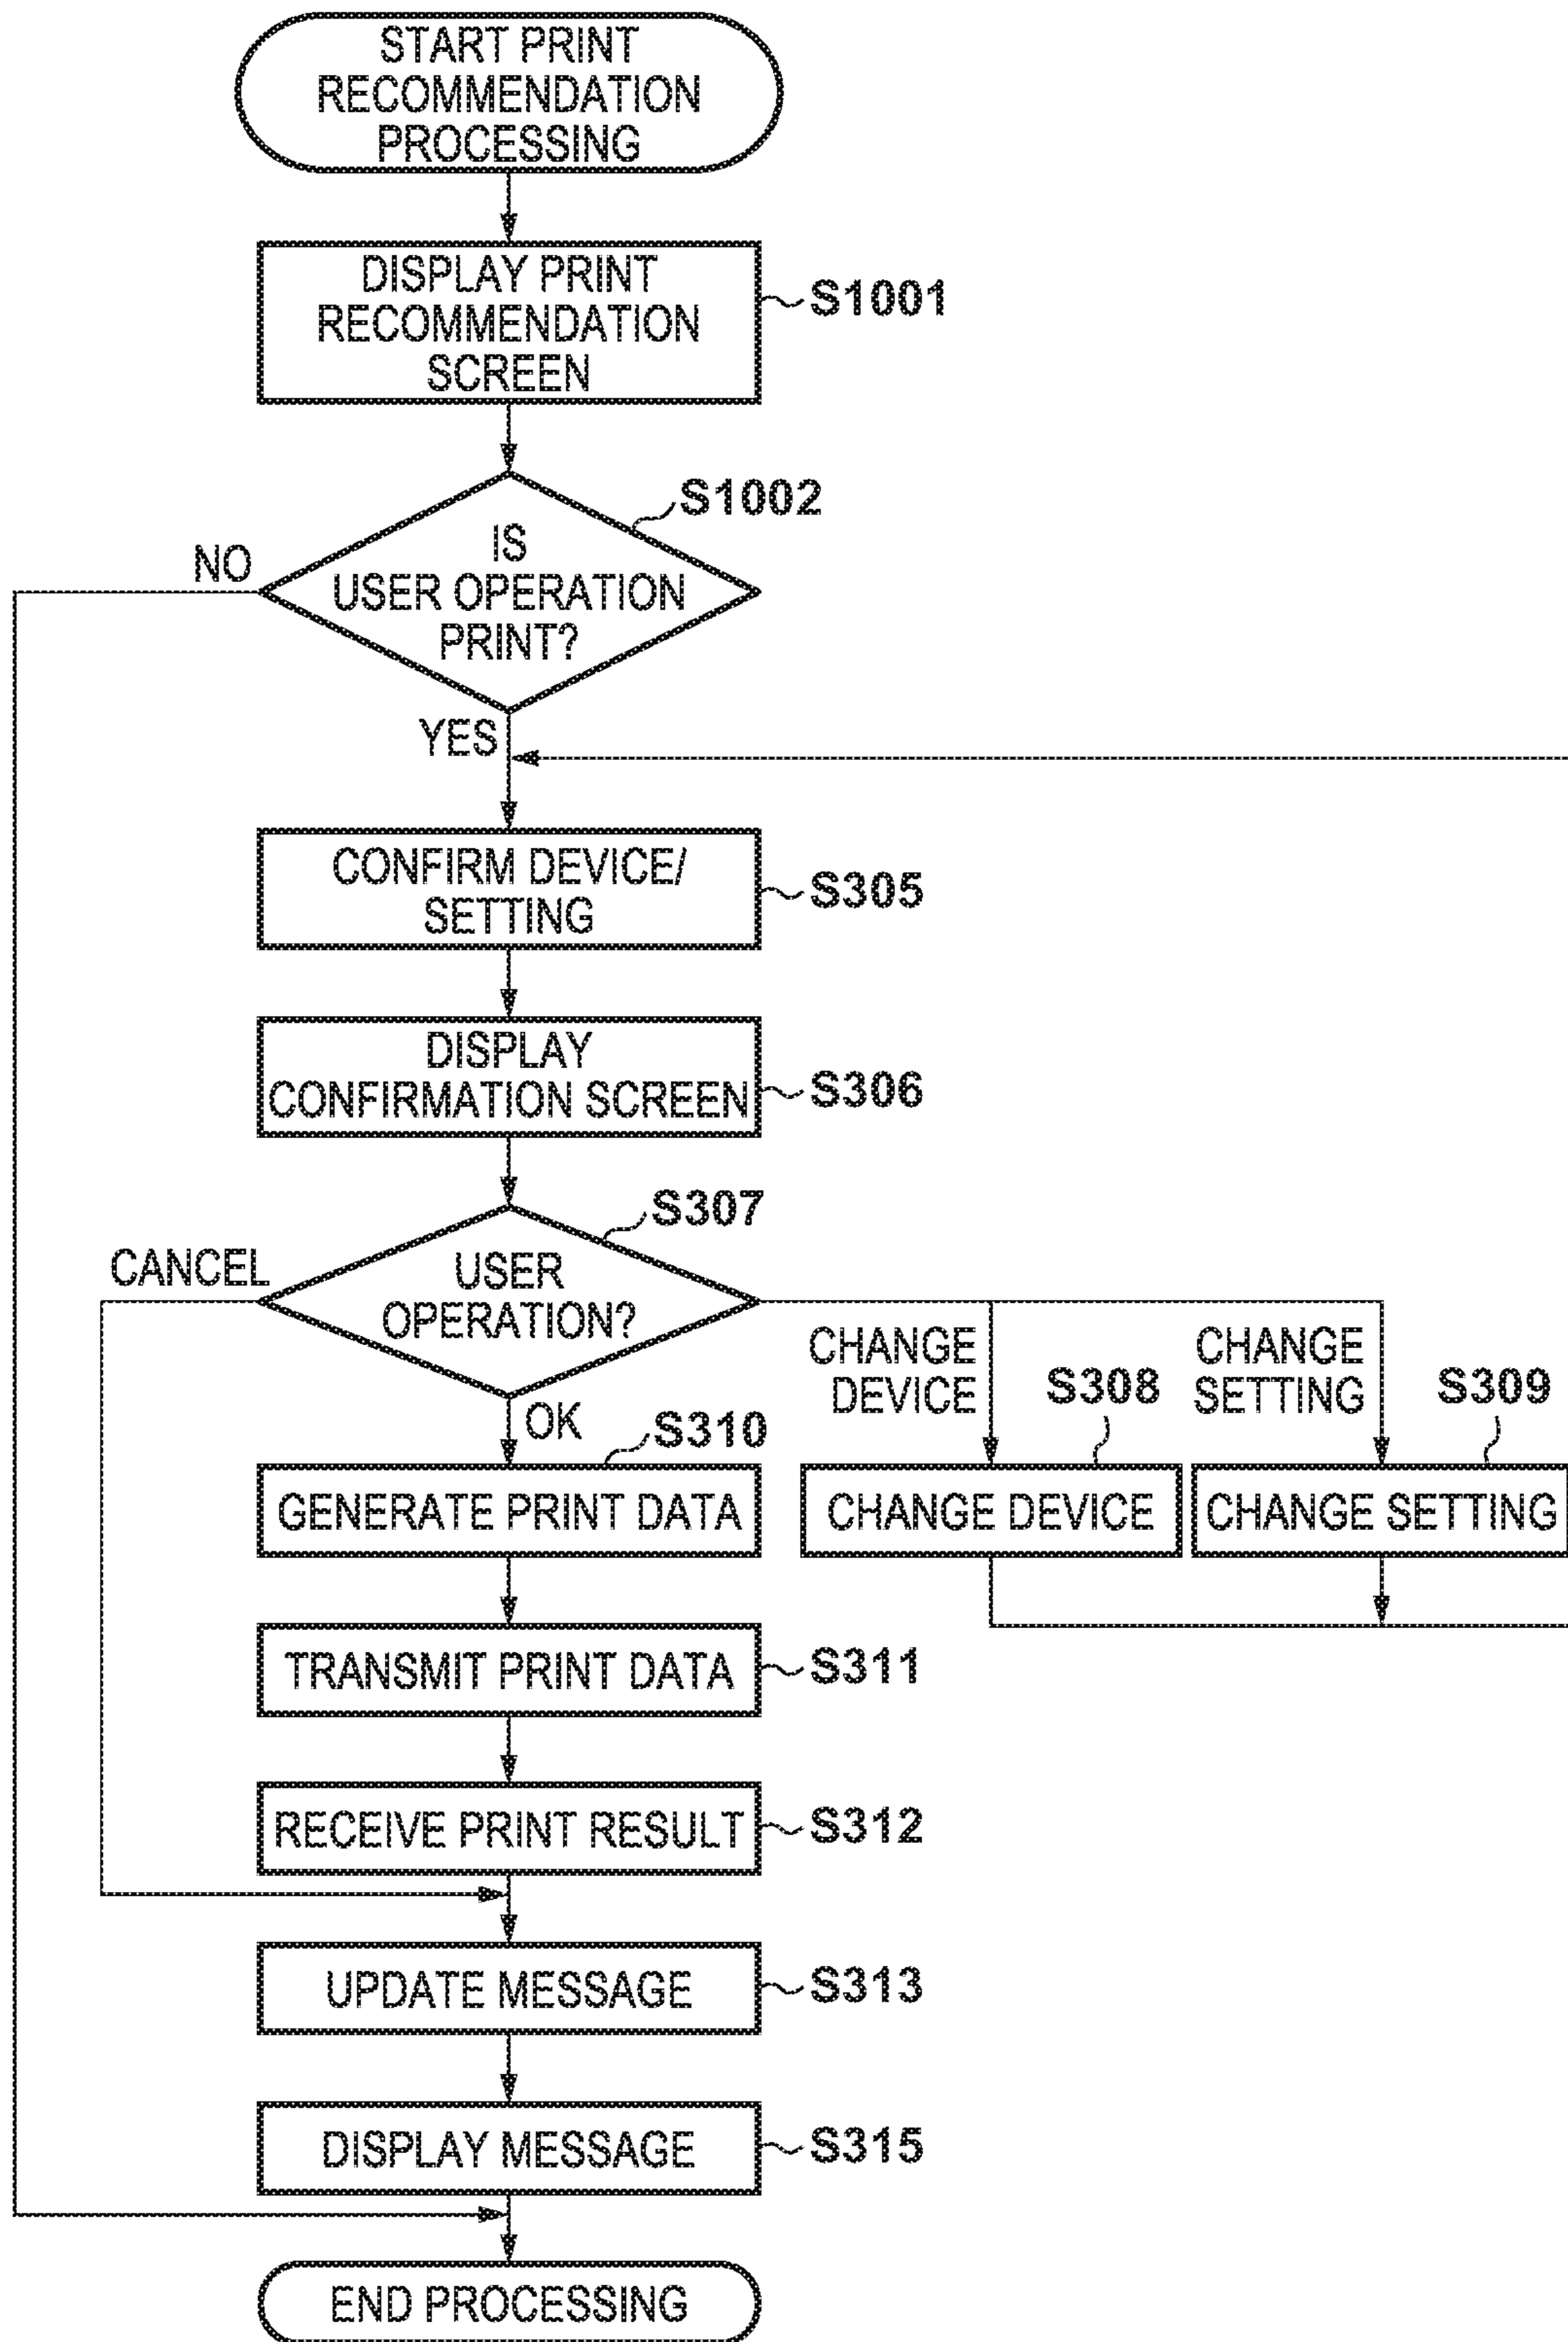 START PRINT
RECOMMENDATION
PROCESSING
DISPLAY PRINT
RECOMMENDATION
SCREEN
S1001
S1002
IS
USER OPERATION
PRINT?
NO
YES
CONFIRM DEVICE/
SETTING
S305
DISPLAY
CONFIRMATION SCREEN
S306
S307
CANCEL
USER
OPERATION?
CHANGE
DEVICE
S308
CHANGE
SETTING
S309
OK
S310
GENERATE PRINT DATA
CHANGE DEVICE
CHANGE SETTING
TRANSMIT PRINT DATA
S311
RECEIVE PRINT RESULT
S312
UPDATE MESSAGE
S313
DISPLAY MESSAGE
S315
END PROCESSING